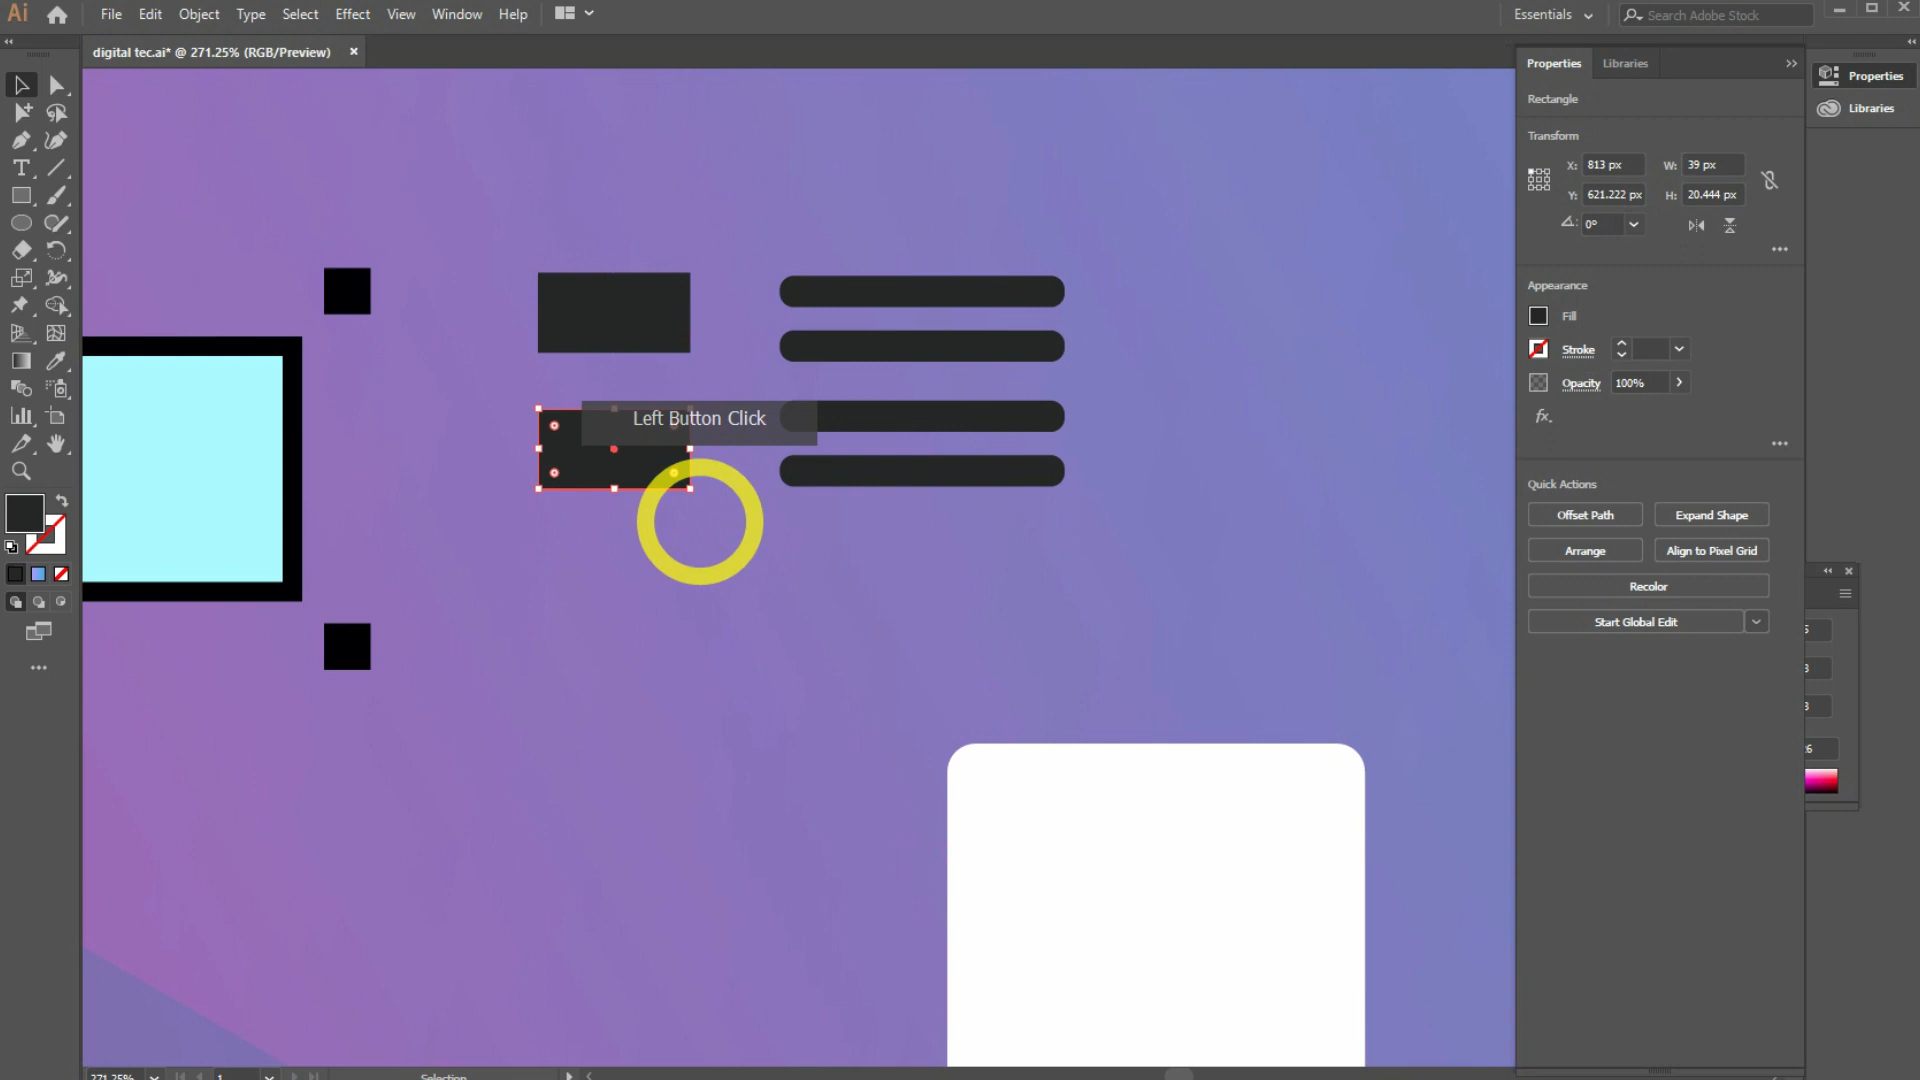 Ai File Edit Object Type Select Effect View Window Help Essentials Search Adobe Stock
digital tec.ai* @ 271.25% (RGB/Preview) ×
Properties Libraries
Properties
Libraries
Rectangle
Transform
X: 813 px W: 39 px
Y: 621.222 px H: 20.444 px
0°
Appearance
Fill
Stroke
Opacity 100%
fx.
Left Button Click
Quick Actions
Offset Path Expand Shape
Arrange Align to Pixel Grid
Recolor
Start Global Edit
271.25% 1 Selection